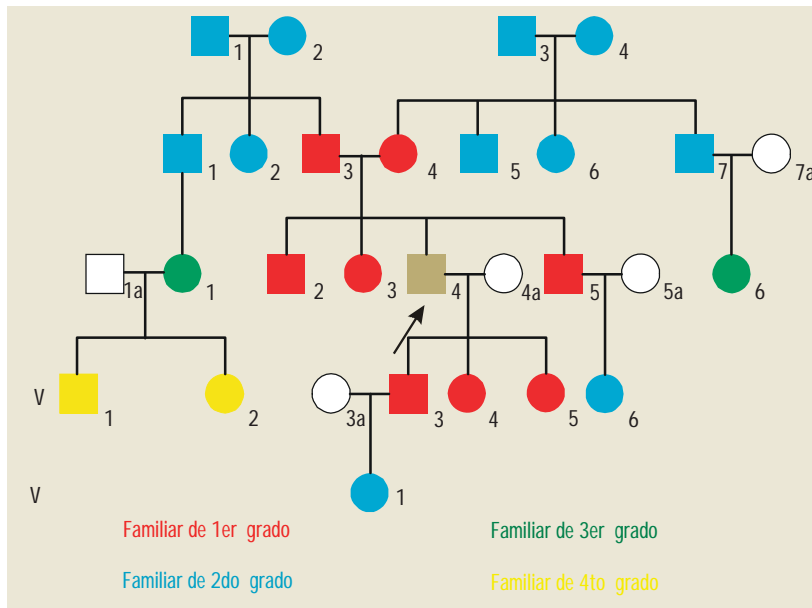 1 2 3 4
1 2 3 4 5 6 7 7a
1a 1 2 3 4 4a 5 5a 6
V 1 2 3a 3 4 5 6
V 1
Familiar de 1er grado Familiar de 3er grado
Familiar de 2do grado Familiar de 4to grado